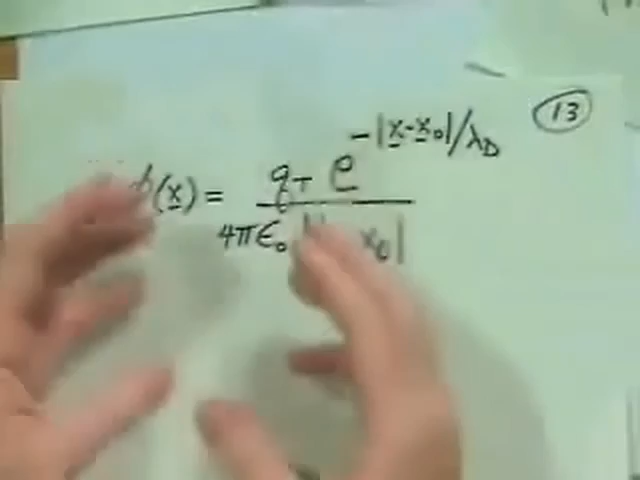 13
ϕ(x) = q_T e^{-|x-x₀|/λ_D}
4πϵ₀ | x₀|